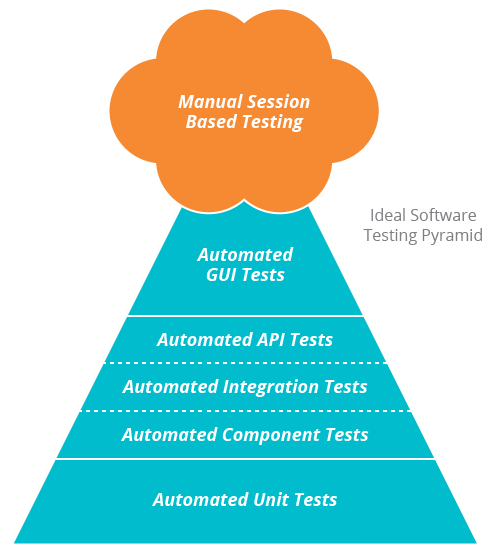 Manual Session
Based Testing
Ideal Software
Testing Pyramid
Automated
GUI Tests
Automated API Tests
Automated Integration Tests
Automated Component Tests
Automated Unit Tests